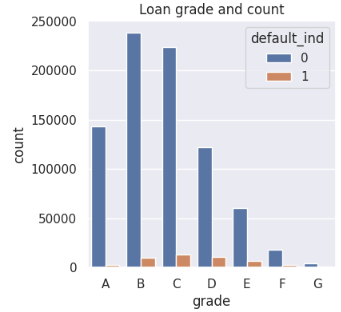 Loan grade and count
default_ind
0
1
250000
200000
150000
100000
50000
0
count
A B C D E F G
grade